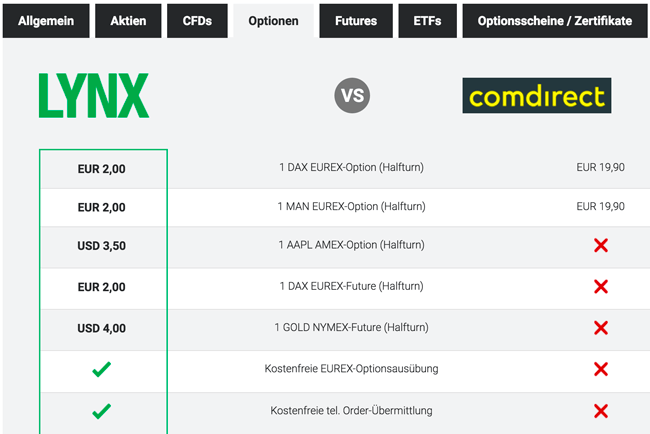 Allgemein Aktien CFDs Optionen Futures ETFs Optionsscheine / Zertifikate
LYNX VS comdirect
EUR 2,00 1 DAX EUREX-Option (Halfturn) EUR 19,90
EUR 2,00 1 MAN EUREX-Option (Halfturn) EUR 19,90
USD 3,50 1 AAPL AMEX-Option (Halfturn)
EUR 2,00 1 DAX EUREX-Future (Halfturn)
USD 4,00 1 GOLD NYMEX-Future (Halfturn)
Kostenfreie EUREX-Optionsausübung
Kostenfreie tel. Order-Übermittlung